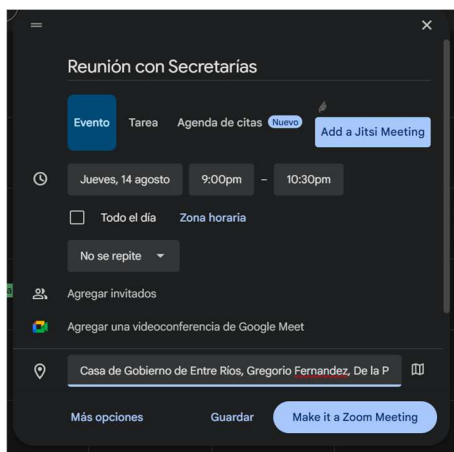 Reunión con Secretarías
Evento Tarea Agenda de citas Nuevo Add a Jitsi Meeting
Jueves, 14 agosto 9:00pm – 10:30pm
Todo el día Zona horaria
No se repite
Agregar invitados
Agregar una videoconferencia de Google Meet
Casa de Gobierno de Entre Ríos, Gregorio Fernandez, De la P
Más opciones Guardar Make it a Zoom Meeting